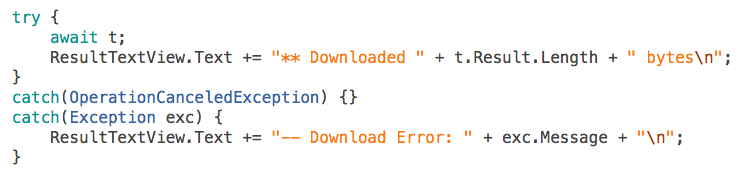 try {
    await t;
    ResultTextView.Text += "** Downloaded " + t.Result.Length + " bytes\n";
}
catch(OperationCanceledException) {}
catch(Exception exc) {
    ResultTextView.Text += "-- Download Error: " + exc.Message + "\n";
}